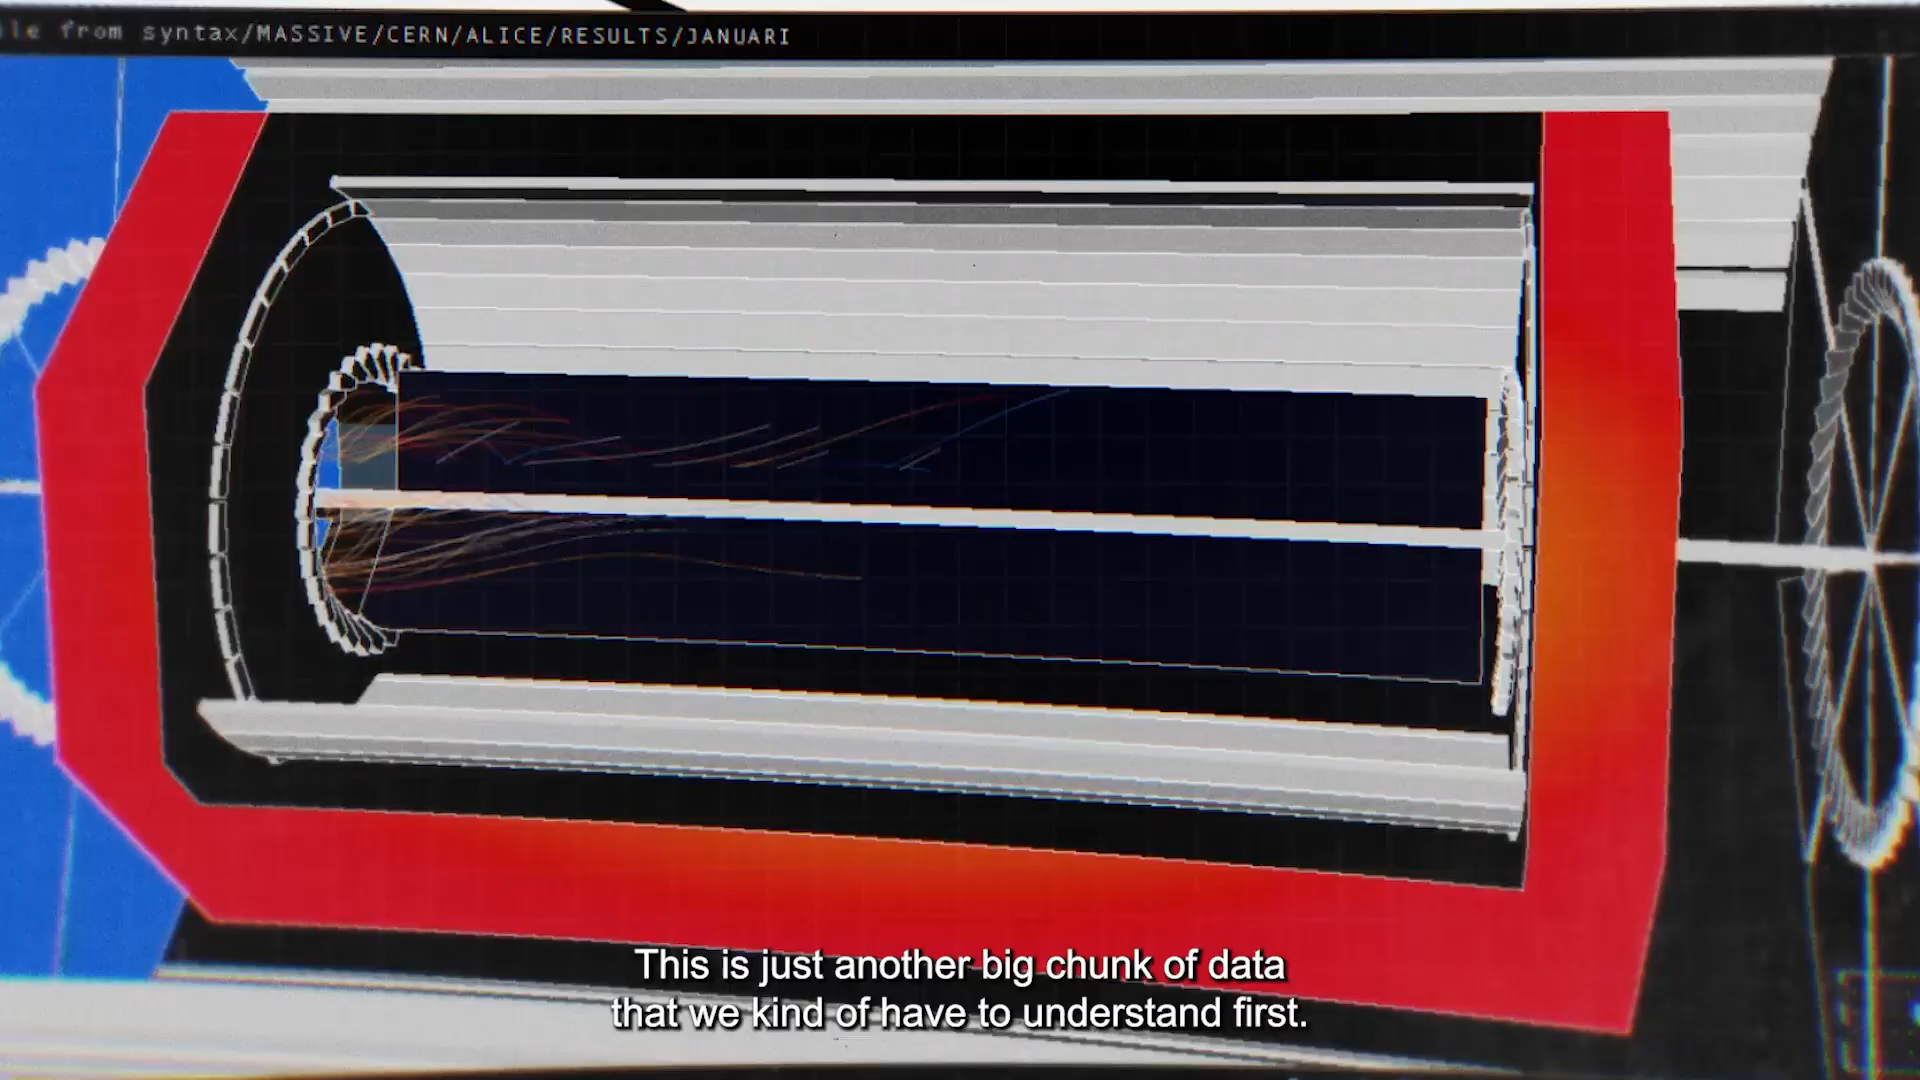 from syntax/MASSIVE/CERN/ALICE/RESULTS/JANUARI
This is just another big chunk of data
that we kind of have to understand first.